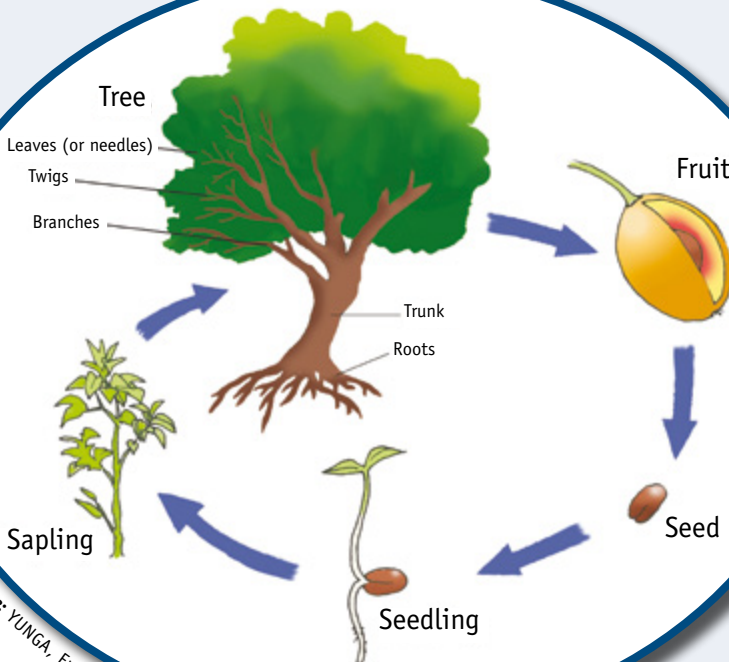 Tree
Leaves (or needles)
Twigs
Branches
Fruit
Trunk
Roots
Sapling
Seed
Seedling
YUNGA,